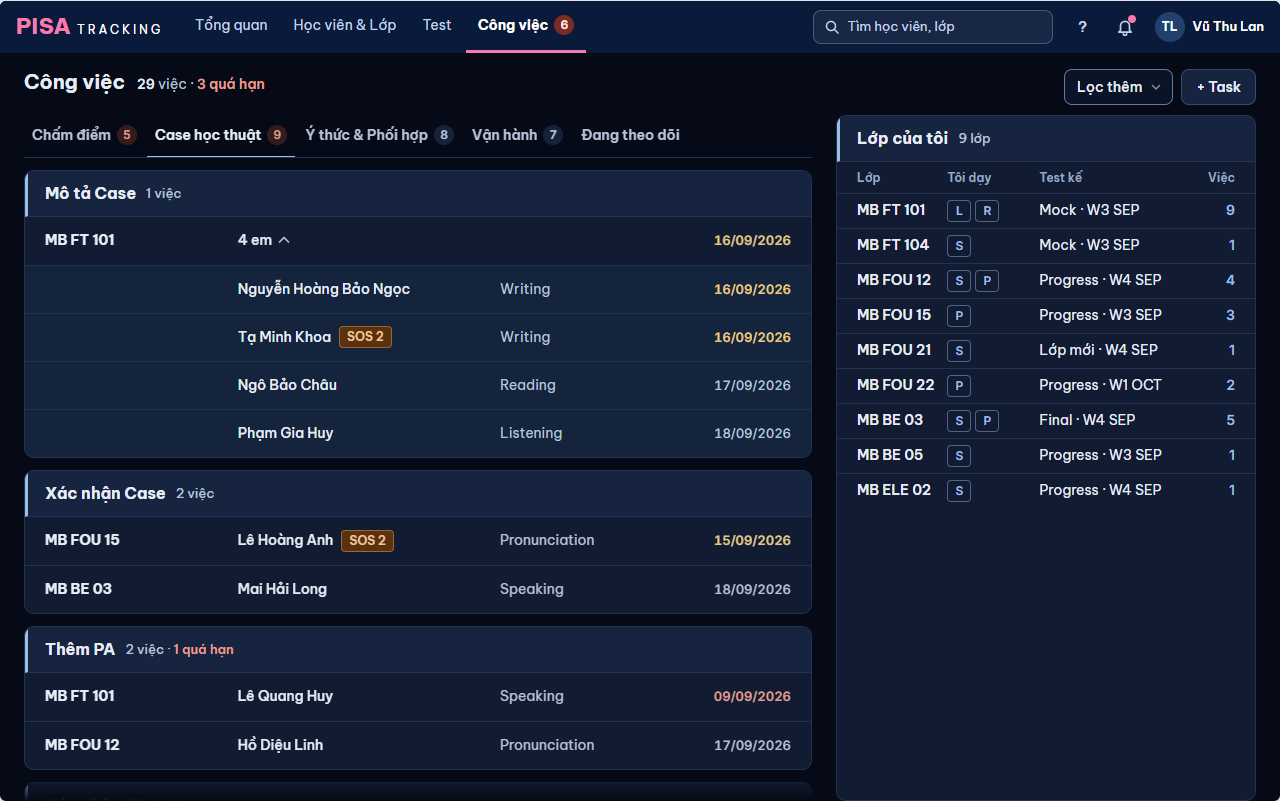 PISA TRACKING Tổng quan Học viên & Lớp Test Công việc 6 Tìm học viên, lớp ? TL Vũ Thu Lan
Công việc 29 việc · 3 quá hạn Lọc thêm + Task
Chấm điểm 5 Case học thuật 9 Ý thức & Phối hợp 8 Vận hành 7 Đang theo dõi
Mô tả Case 1 việc
MB FT 101 4 em 16/09/2026
Nguyễn Hoàng Bảo Ngọc Writing 16/09/2026
Tạ Minh Khoa SOS 2 Writing 16/09/2026
Ngô Bảo Châu Reading 17/09/2026
Phạm Gia Huy Listening 18/09/2026
Xác nhận Case 2 việc
MB FOU 15 Lê Hoàng Anh SOS 2 Pronunciation 15/09/2026
MB BE 03 Mai Hải Long Speaking 18/09/2026
Thêm PA 2 việc · 1 quá hạn
MB FT 101 Lê Quang Huy Speaking 09/09/2026
MB FOU 12 Hồ Diệu Linh Pronunciation 17/09/2026
Lớp của tôi 9 lớp
Lớp Tôi dạy Test kế Việc
MB FT 101 L R Mock · W3 SEP 9
MB FT 104 S Mock · W3 SEP 1
MB FOU 12 S P Progress · W4 SEP 4
MB FOU 15 P Progress · W3 SEP 3
MB FOU 21 S Lớp mới · W4 SEP 1
MB FOU 22 P Progress · W1 OCT 2
MB BE 03 S P Final · W4 SEP 5
MB BE 05 S Progress · W3 SEP 1
MB ELE 02 S Progress · W4 SEP 1